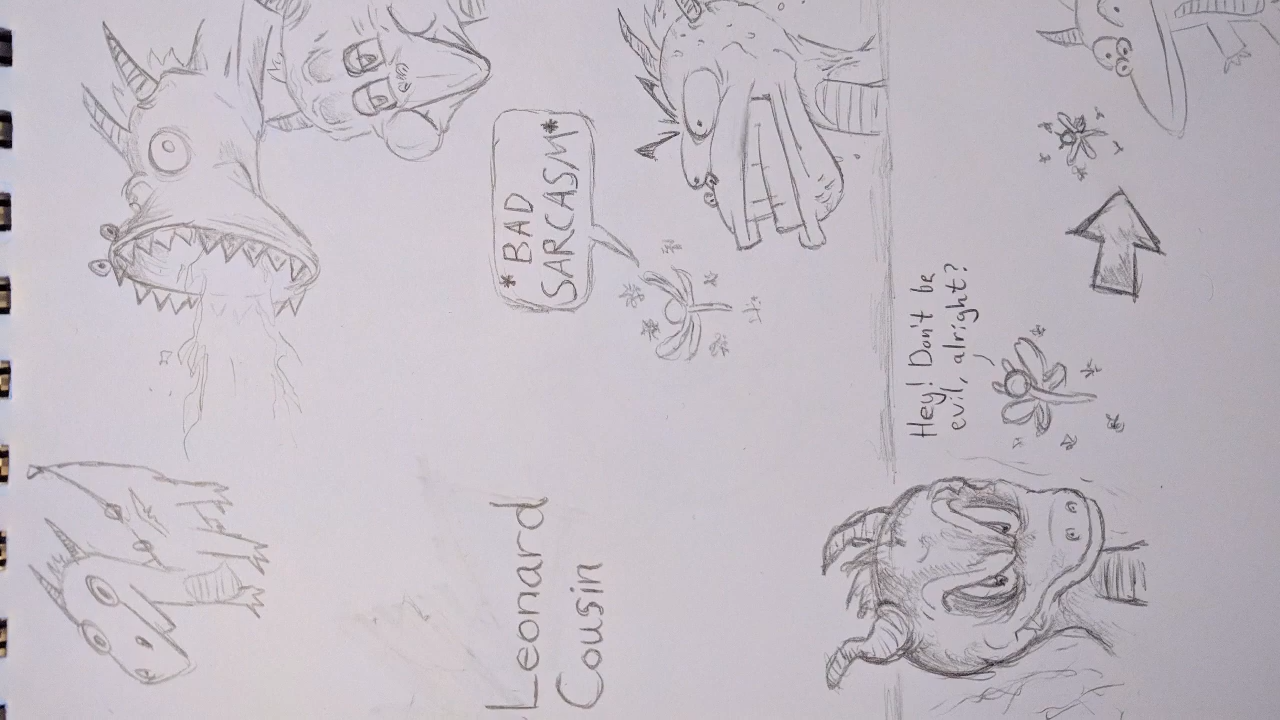 *BAD
SARCASM*
Leonard
Cousin
Hey! Don't be
evil, alright?